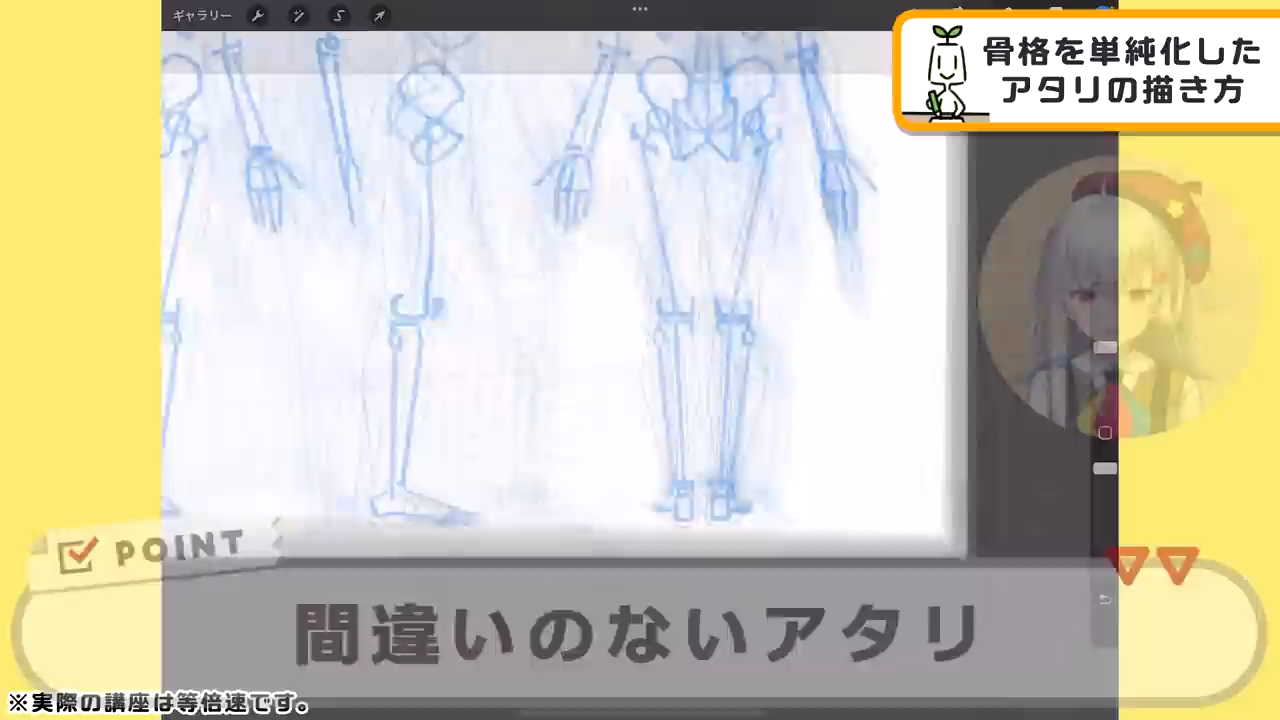 ギャラリー
骨格を単純化した
アタリの描き方
POINT
間違いのないアタリ
※実際の講座は等倍速です。